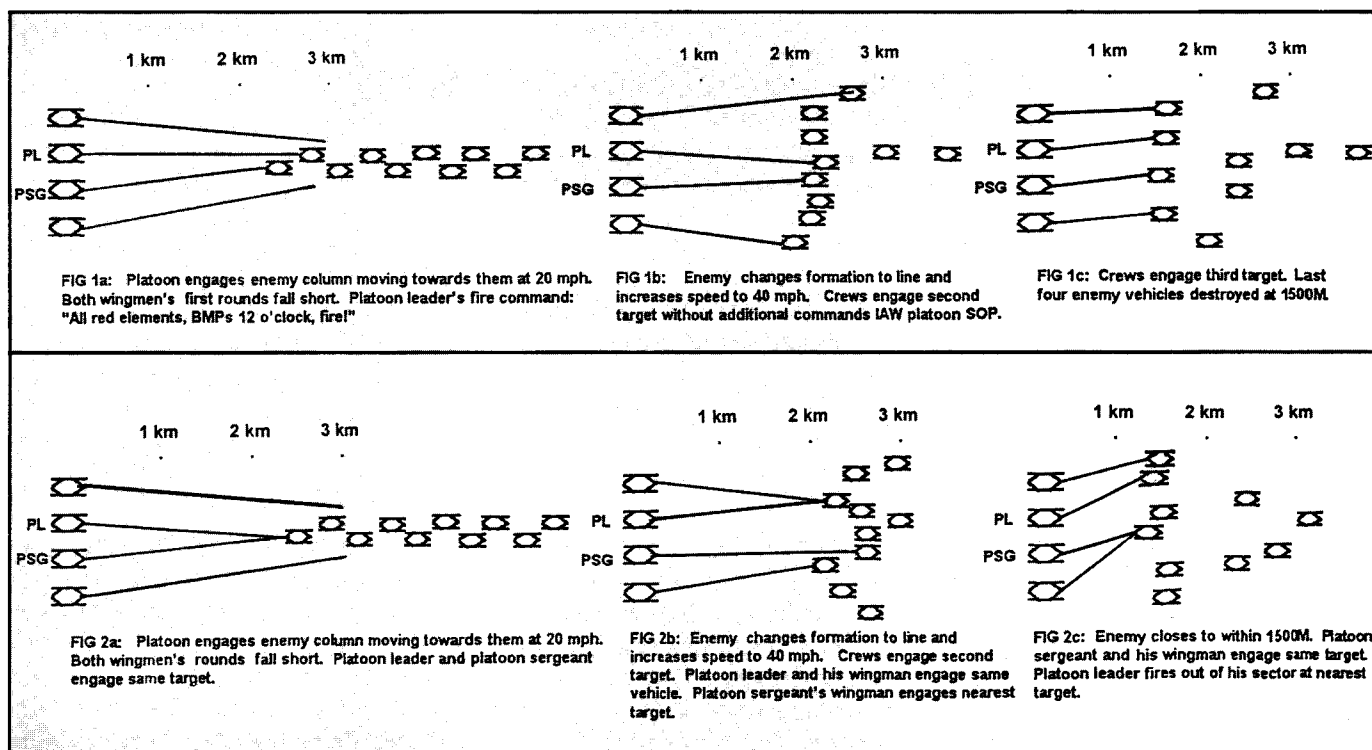 1 km 2 km 3 km
PL
PSG
FIG 1a: Platoon engages enemy column moving towards them at 20 mph.
Both wingmen's first rounds fall short. Platoon leader's fire command:
"All red elements, BMPs 12 o'clock, fire!"
1 km 2 km 3 km
PL
PSG
FIG 1b: Enemy changes formation to line and
increases speed to 40 mph. Crews engage second
target without additional commands IAW platoon SOP.
1 km 2 km 3 km
PL
PSG
FIG 1c: Crews engage third target. Last
four enemy vehicles destroyed at 1500M.
1 km 2 km 3 km
PL
PSG
FIG 2a: Platoon engages enemy column moving towards them at 20 mph.
Both wingmen's rounds fall short. Platoon leader and platoon sergeant
engage same target.
1 km 2 km 3 km
PL
PSG
FIG 2b: Enemy changes formation to line and
increases speed to 40 mph. Crews engage second
target. Platoon leader and his wingman engage same
vehicle. Platoon sergeant's wingman engages nearest
target.
1 km 2 km 3 km
PL
PSG
FIG 2c: Enemy closes to within 1500M. Platoon
sergeant and his wingman engage same target.
Platoon leader fires out of his sector at nearest
target.